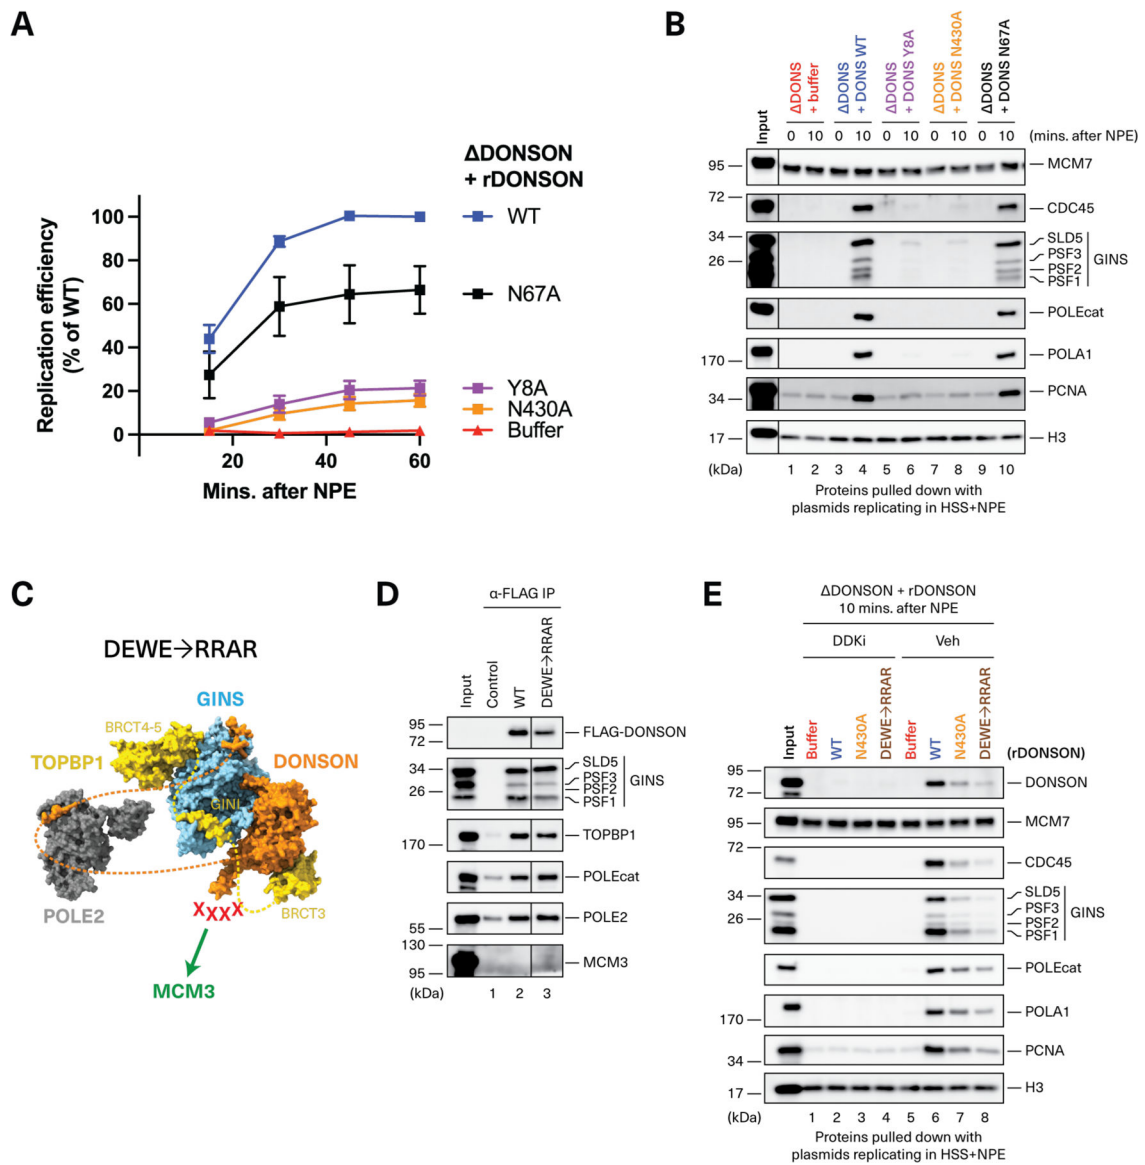 A
ΔDONSON
+ rDONSON
WT
N67A
Y8A
N430A
Buffer
Replication efficiency
(% of WT)
100
80
60
40
20
0
20 40 60
Mins. after NPE
B
Input
ΔDONS
+ buffer
ΔDONS
+ DONS WT
ΔDONS
+ DONS Y8A
ΔDONS
+ DONS N430A
ΔDONS
+ DONS N67A
0 10 0 10 0 10 0 10 0 10 (mins. after NPE)
95 MCM7
72
CDC45
34 SLD5
26 PSF3
PSF2
PSF1
GINS
POLEcat
170 POLA1
34 PCNA
17 H3
(kDa) 1 2 3 4 5 6 7 8 9 10
Proteins pulled down with
plasmids replicating in HSS+NPE
C
DEWE→RRAR
GINS
BRCT4-5
TOPBP1
DONSON
GINI
POLE2
XXXX
BRCT3
MCM3
D
α-FLAG IP
Input
Control
WT
DEWE→RRAR
95
72
FLAG-DONSON
34 SLD5
26 PSF3
PSF2
PSF1
GINS
170 TOPBP1
POLEcat
55 POLE2
130
95
MCM3
(kDa) 1 2 3
E
ΔDONSON + rDONSON
10 mins. after NPE
DDKi Veh
Input
Buffer
WT
N430A
DEWE→RRAR
Buffer
WT
N430A
DEWE→RRAR
(rDONSON)
95
72
DONSON
95 MCM7
72
CDC45
34 SLD5
26 PSF3
PSF2
PSF1
GINS
POLEcat
170 POLA1
34 PCNA
17 H3
(kDa) 1 2 3 4 5 6 7 8
Proteins pulled down with
plasmids replicating in HSS+NPE